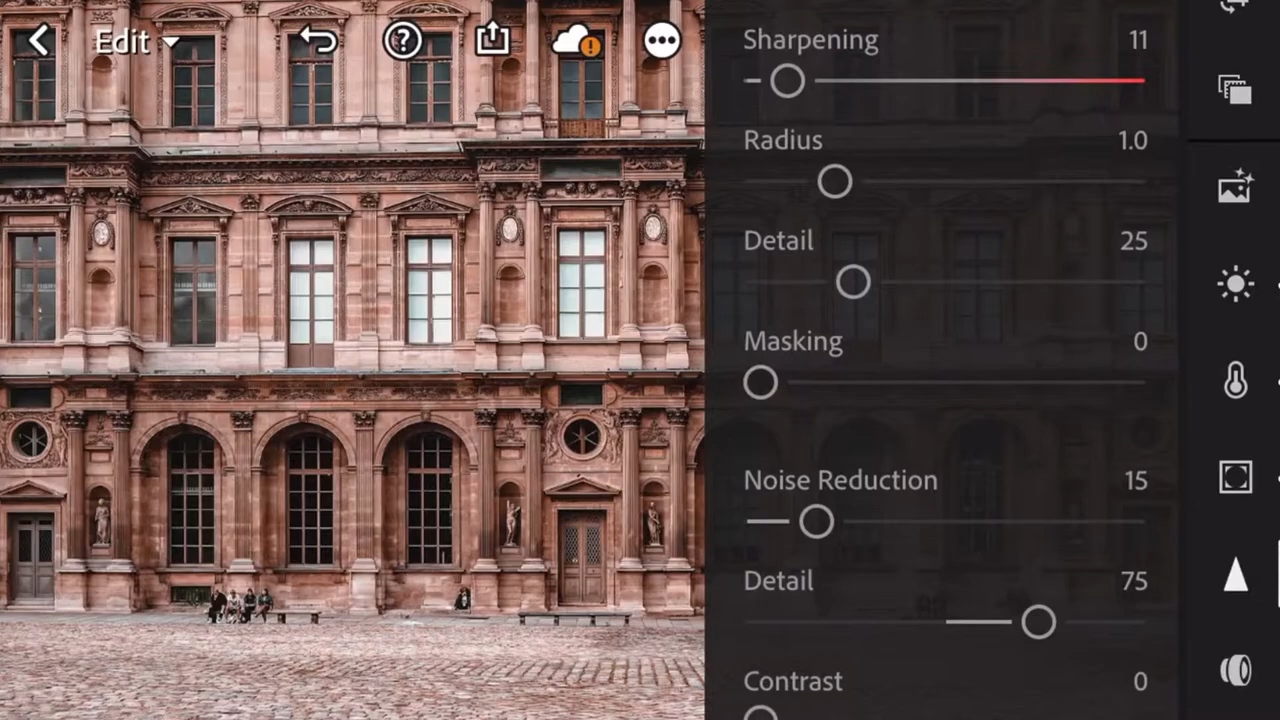 Edit
Sharpening 11
Radius 1.0
Detail 25
Masking 0
Noise Reduction 15
Detail 75
Contrast 0